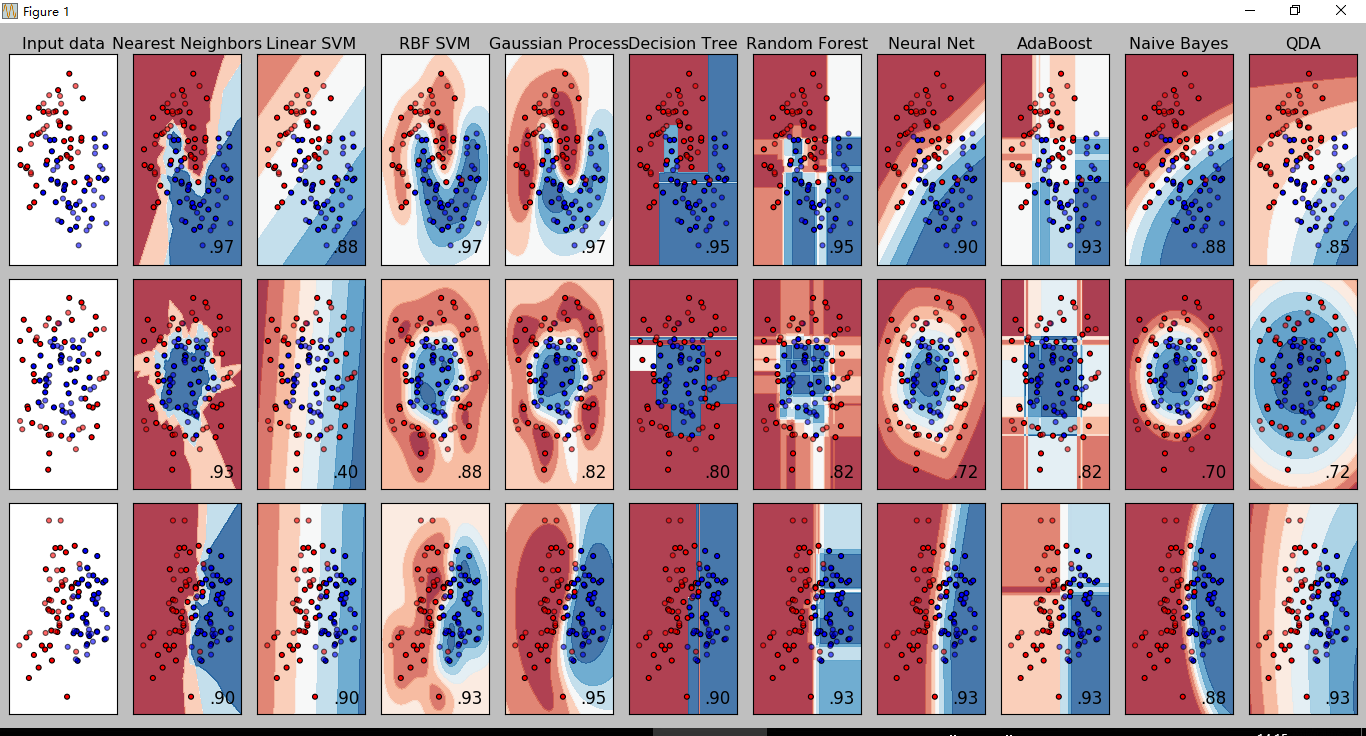 Figure 1
Input data Nearest Neighbors Linear SVM RBF SVM Gaussian Process Decision Tree Random Forest Neural Net AdaBoost Naive Bayes QDA
.97 .88 .97 .97 .95 .95 .90 .93 .88 .85
.93 .40 .88 .82 .80 .82 .72 .82 .70 .72
.90 .90 .93 .95 .90 .93 .93 .93 .88 .93